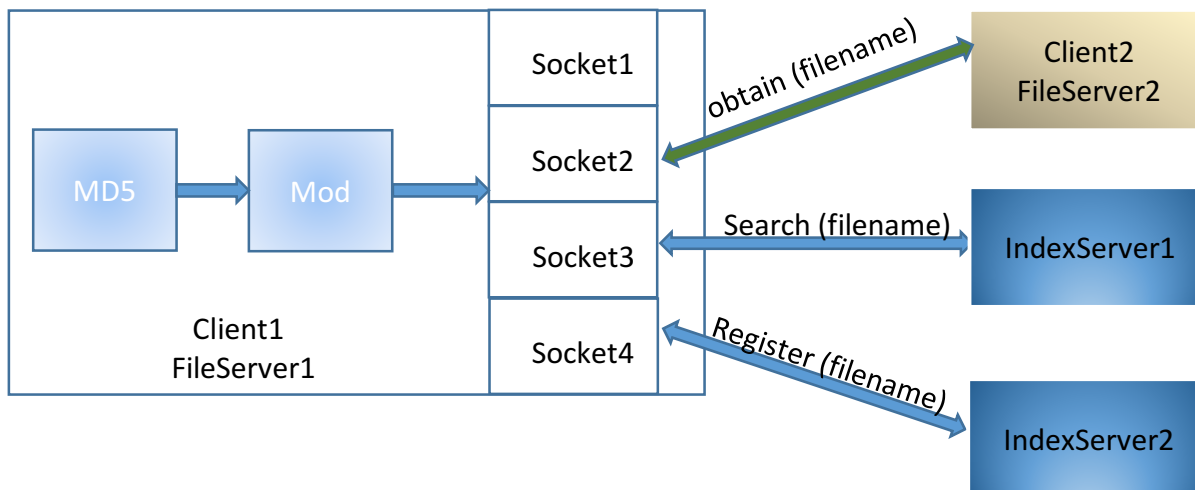 MD5
Mod
Client1
FileServer1
Socket1
Socket2
Socket3
Socket4
obtain (filename)
Search (filename)
Register (filename)
Client2
FileServer2
IndexServer1
IndexServer2